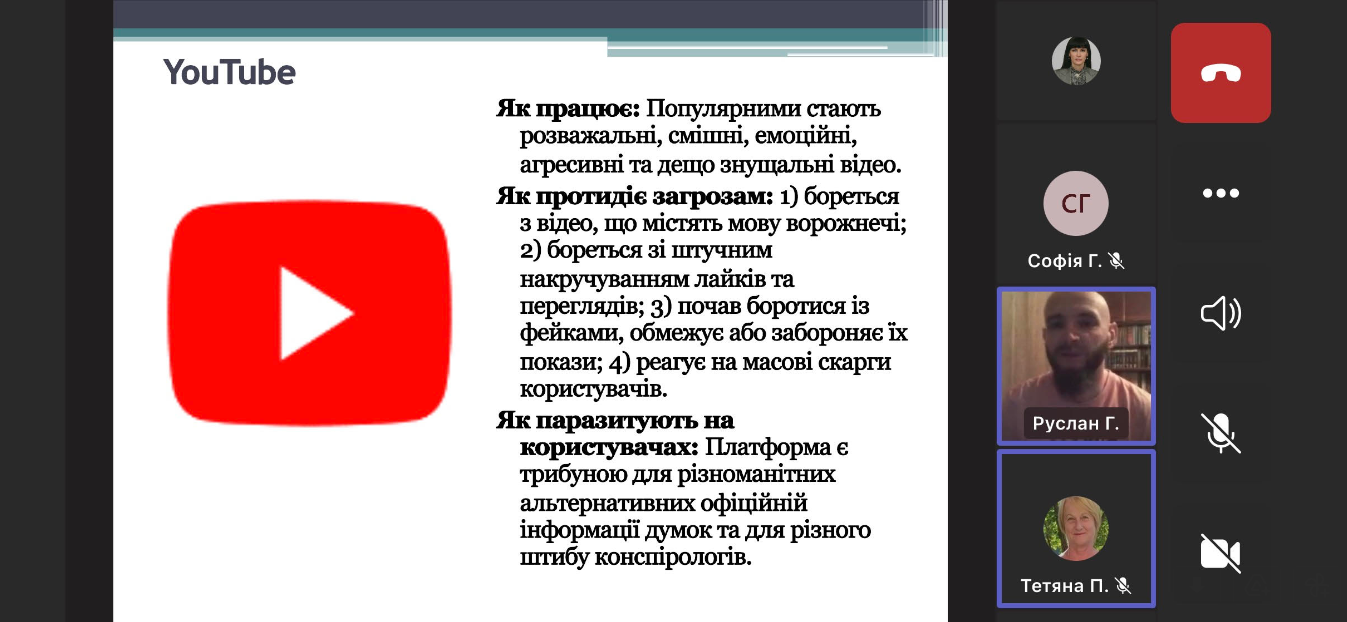 YouTube
Як працює: Популярними стають
розважальні, смішні, емоційні,
агресивні та дещо знущальні відео.
Як протидіє загрозам: 1) бореться
з відео, що містять мову ворожнечі;
2) бореться зі штучним
накручуванням лайків та
переглядів; 3) почав боротися із
фейками, обмежує або забороняє їх
покази; 4) реагує на масові скарги
користувачів.
Як паразитують на
користувачах: Платформа є
трибуною для різноманітних
альтернативних офіційній
інформації думок та для різного
штибу конспірологів.
СГ
Софія Г.
Руслан Г.
Тетяна П.